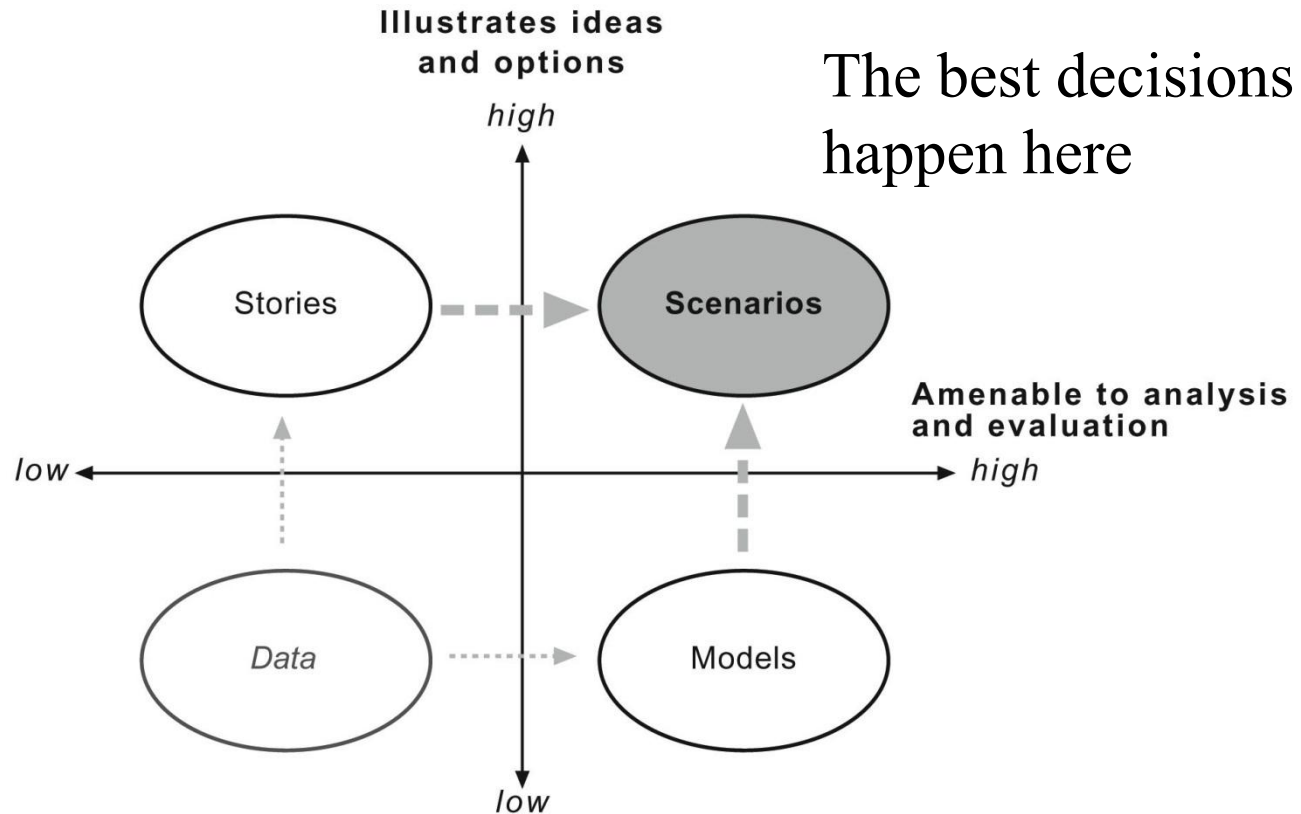 Illustrates ideas
and options
high
The best decisions
happen here
Stories
Scenarios
Amenable to analysis
and evaluation
low
high
Data
Models
low